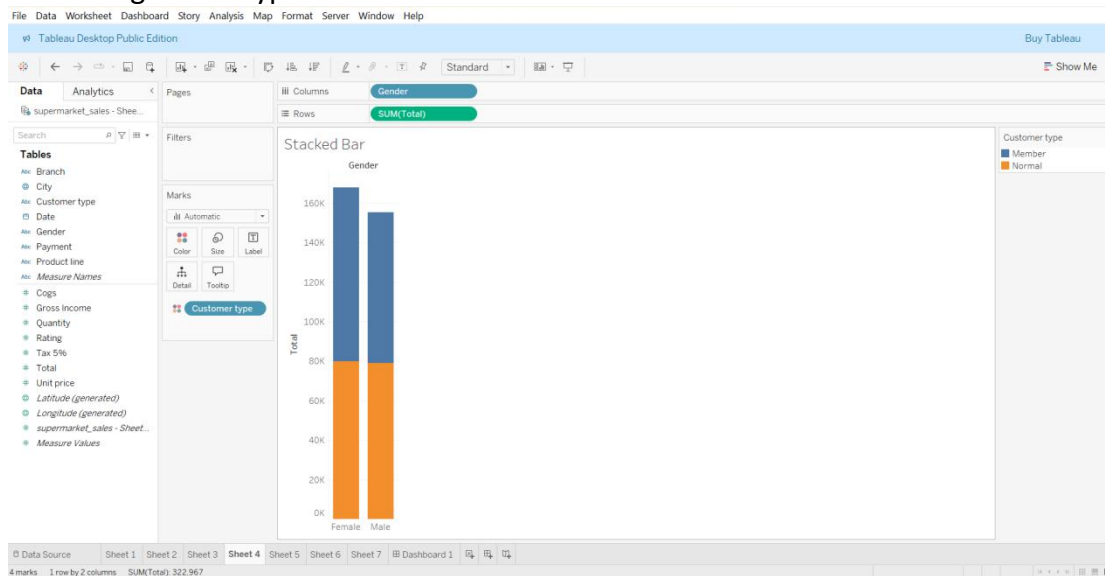 File Data Worksheet Dashboard Story Analysis Map Format Server Window Help
Tableau Desktop Public Edition
Buy Tableau
Standard
Show Me
Data Analytics
supermarket_sales - Shee...
Search
Tables
Abc Branch
City
Abc Customer type
Date
Abc Gender
Abc Payment
Abc Product line
Abc Measure Names
# Cogs
# Gross Income
# Quantity
# Rating
# Tax 5%
# Total
# Unit price
Latitude (generated)
Longitude (generated)
# supermarket_sales - Sheet...
# Measure Values
Pages
Filters
Marks
Automatic
Color Size Label
Detail Tooltip
Customer type
Columns Gender
Rows SUM(Total)
Stacked Bar
Gender
160K
140K
120K
100K
80K
60K
40K
20K
0K
Total
Female Male
Customer type
Member
Normal
Data Source Sheet 1 Sheet 2 Sheet 3 Sheet 4 Sheet 5 Sheet 6 Sheet 7 Dashboard 1
4 marks 1 row by 2 columns SUM(Total): 322.967